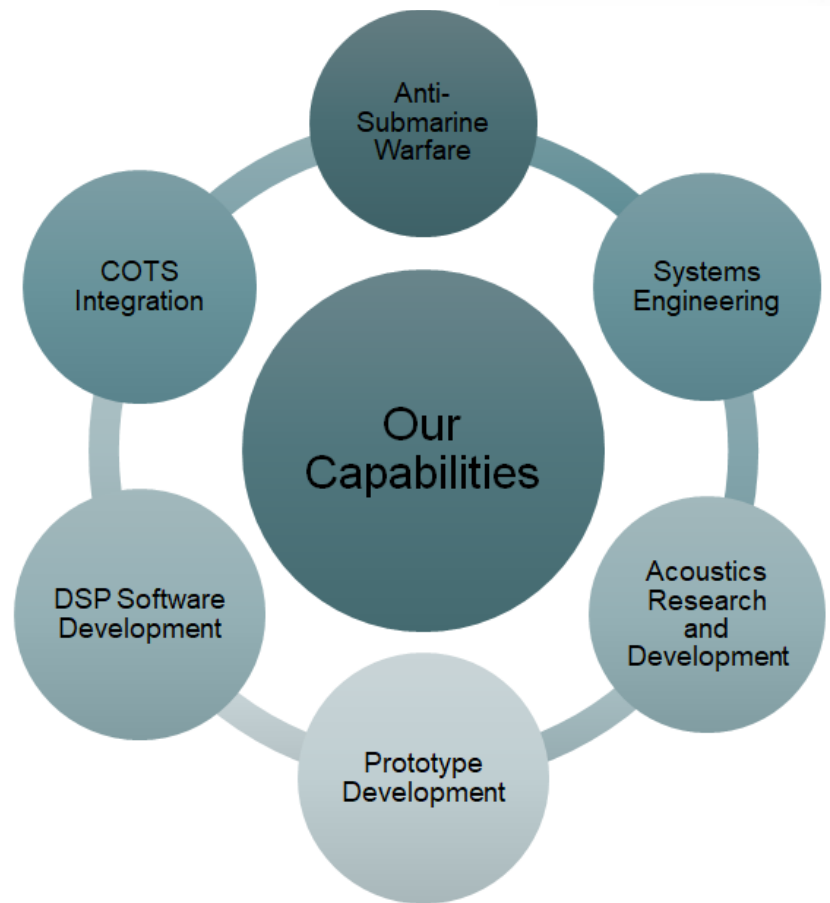 Anti-
Submarine
Warfare
Systems
Engineering
Acoustics
Research
and
Development
Prototype
Development
DSP Software
Development
COTS
Integration
Our
Capabilities